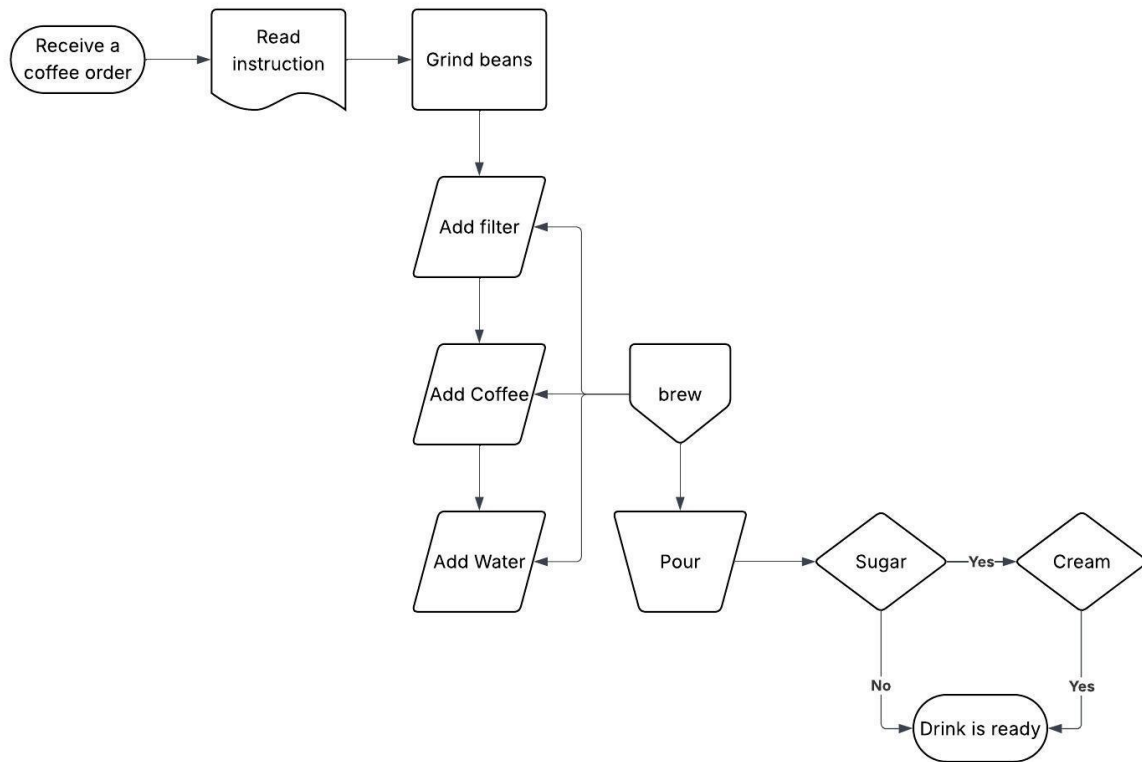 Receive a
coffee order
Read
instruction
Grind beans
Add filter
Add Coffee
brew
Add Water
Pour
Sugar
Yes
Cream
No
Yes
Drink is ready